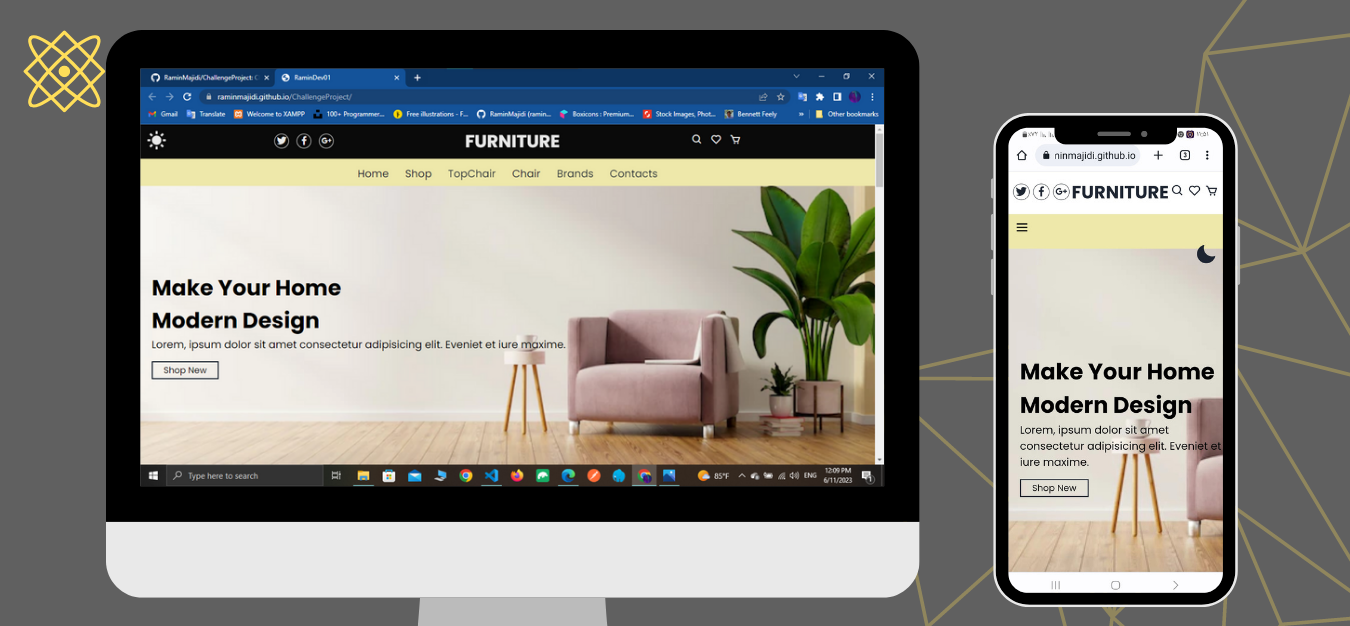 RaminMajidi/ChallengeProject: C
RaminDev01
raminmajidi.github.io/ChallengeProject/
Gmail Translate Welcome to XAMPP 100+ Programmer... Free illustrations - F... RaminMajidi (ramin... Boxicons : Premium... Stock Images, Phot... Bennett Feely » Other bookmarks
FURNITURE
Home Shop TopChair Chair Brands Contacts
Make Your Home
Modern Design
Lorem, ipsum dolor sit amet consectetur adipisicing elit. Eveniet et iure maxime.
Shop New
Type here to search
85°F
ENG
12:09 PM
6/11/2023
ninmajidi.github.io
3
FURNITURE
Make Your Home
Modern Design
Lorem, ipsum dolor sit amet
consectetur adipisicing elit. Eveniet et
iure maxime.
Shop New